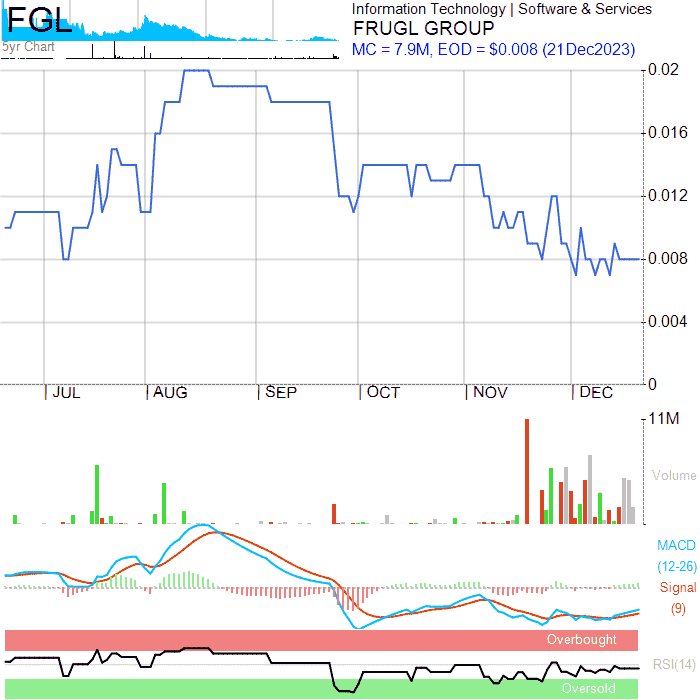 FGL
Information Technology | Software & Services
FRUGL GROUP
5yr Chart
MC = 7.9M, EOD = $0.008 (21Dec2023)
0.02
0.016
0.012
0.008
0.004
0
JUL AUG SEP OCT NOV DEC
11M
Volume
MACD
(12-26)
Signal
(9)
Overbought
RSI(14)
Oversold